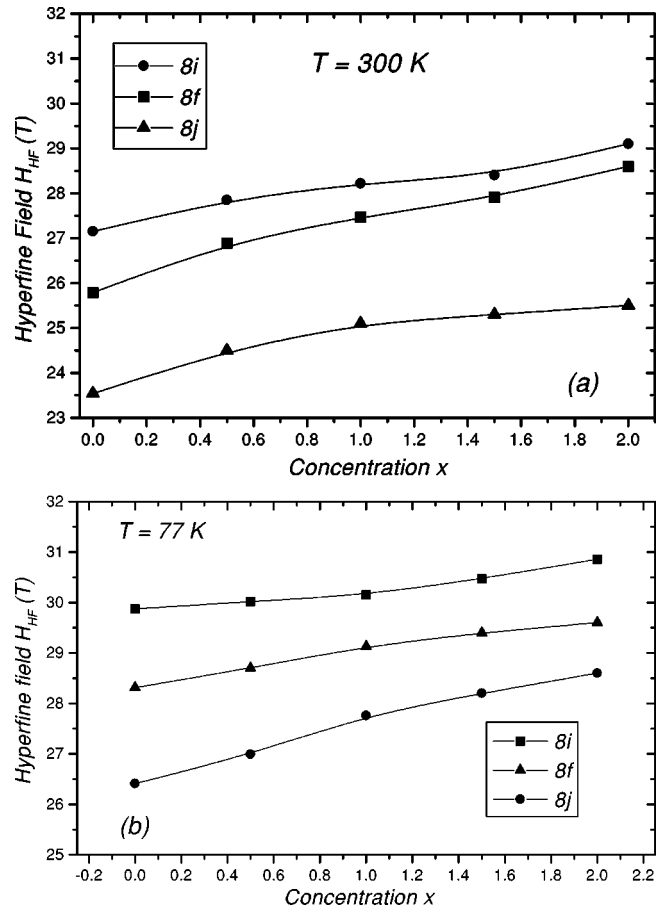 32
31
30
29
28
27
26
25
24
23
Hyperfine Field H_HF (T)
8i
8f
8j
T = 300 K
(a)
0.0 0.2 0.4 0.6 0.8 1.0 1.2 1.4 1.6 1.8 2.0
Concentration x
32
31
30
29
28
27
26
25
Hyperfine field H_HF (T)
T = 77 K
8i
8f
8j
(b)
-0.2 0.0 0.2 0.4 0.6 0.8 1.0 1.2 1.4 1.6 1.8 2.0 2.2
Concentration x